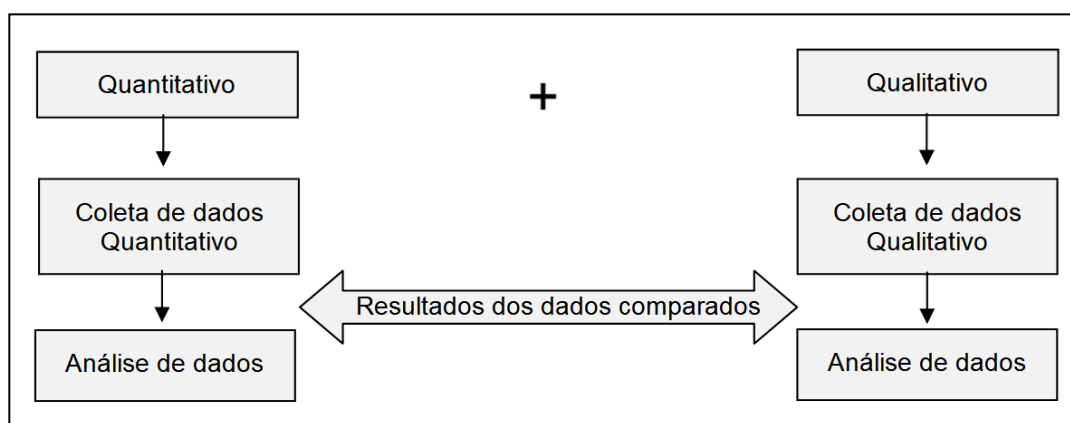 Quantitativo
+
Qualitativo
Coleta de dados
Quantitativo
Coleta de dados
Qualitativo
Resultados dos dados comparados
Análise de dados
Análise de dados